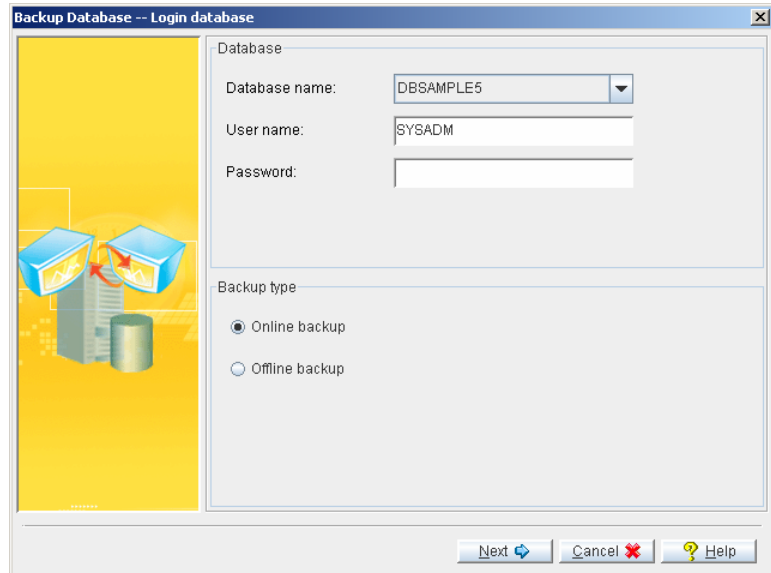 Backup Database -- Login database
Database
Database name:
DBSAMPLE5
User name:
SYSADM
Password:
Backup type
Online backup
Offline backup
Next
Cancel
Help